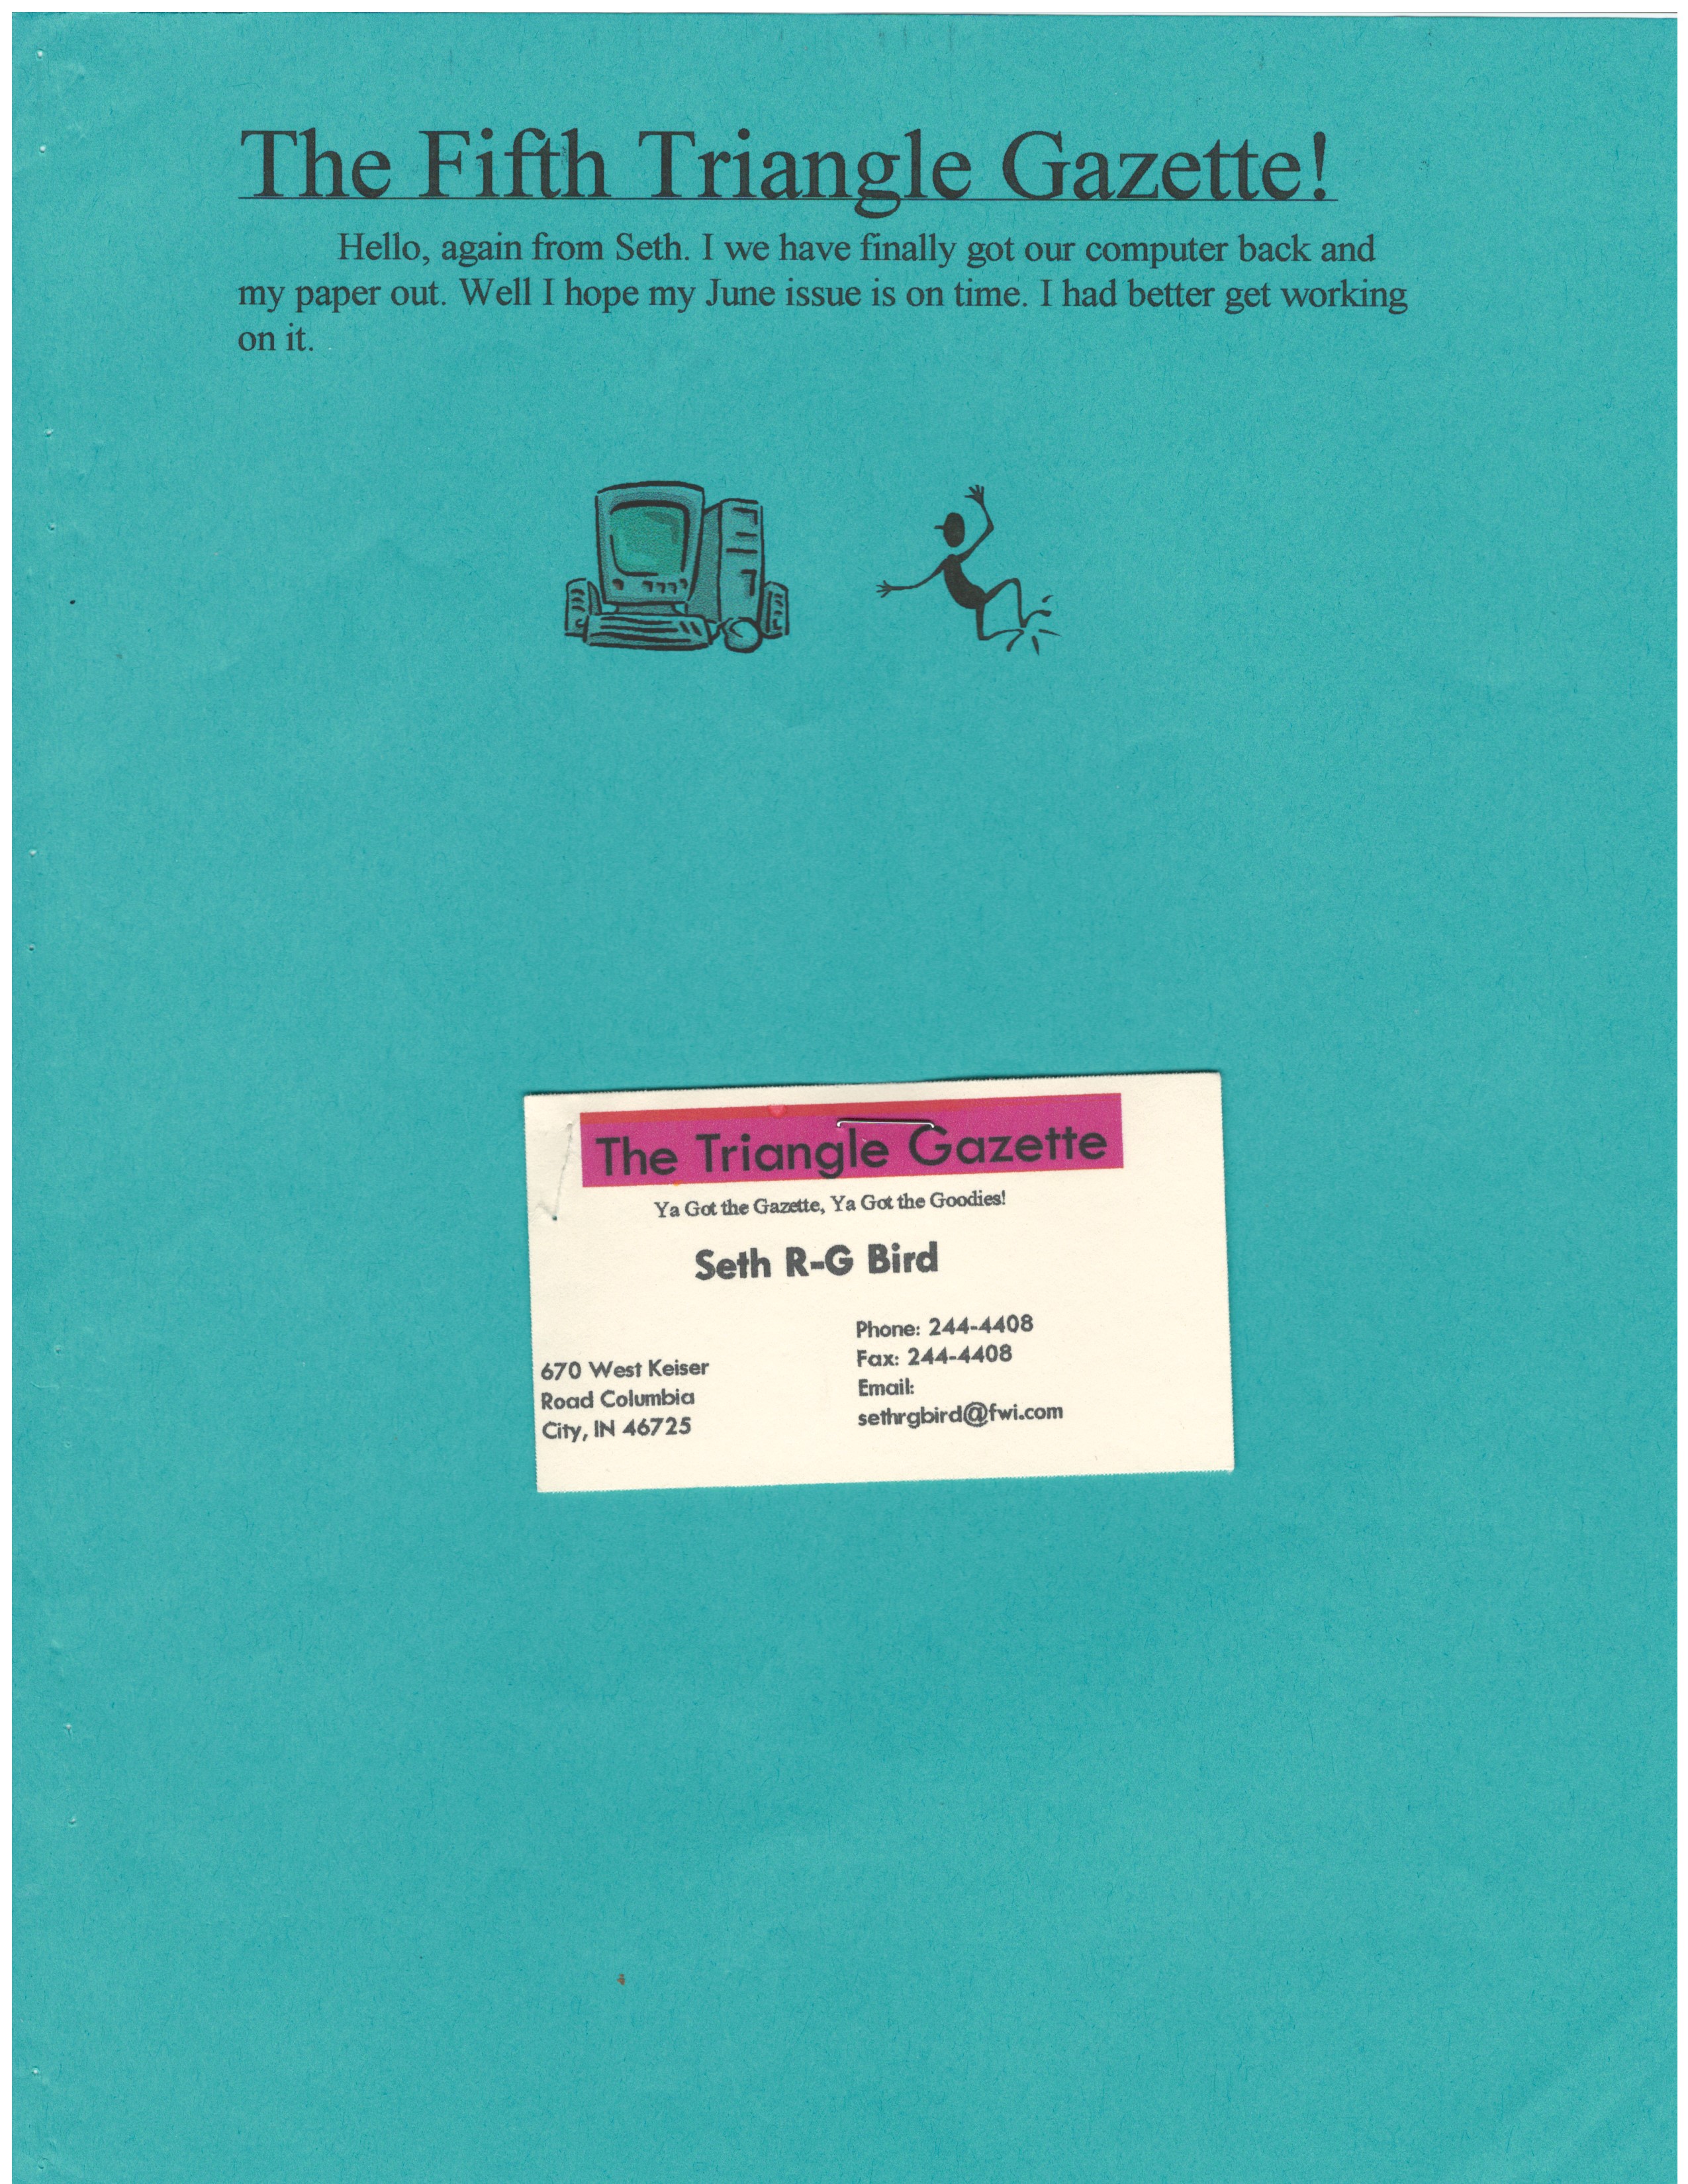 The Fifth Triangle Gazette!
Hello, again from Seth. I we have finally got our computer back and
my paper out. Well I hope my June issue is on time. I had better get working
on it.
The Triangle Gazette
Ya Got the Gazette, Ya Got the Goodies!
Seth R-G Bird
670 West Keiser
Road Columbia
City, IN 46725
Phone: 244-4408
Fax: 244-4408
Email:
sethrgbird@fwi.com